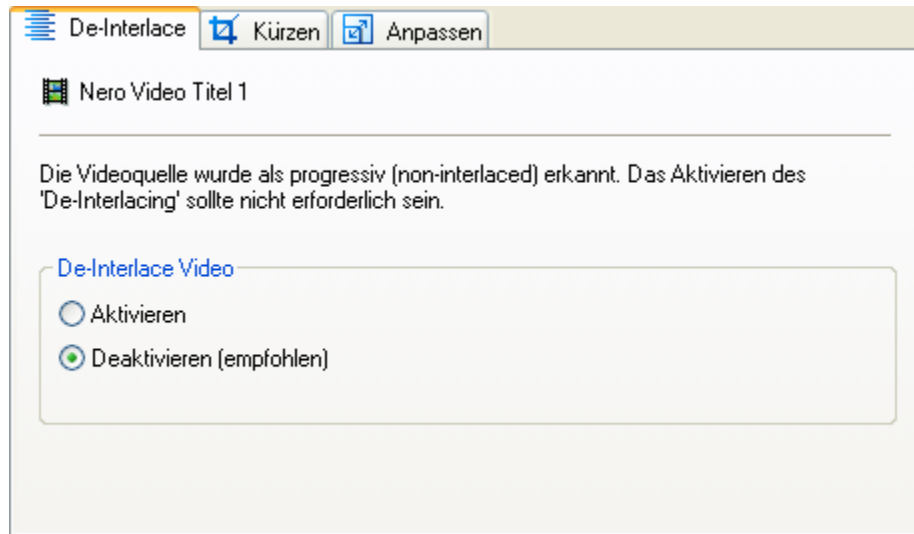 De-Interlace Kürzen Anpassen
Nero Video Titel 1
Die Videoquelle wurde als progressiv (non-interlaced) erkannt. Das Aktivieren des
'De-Interlacing' sollte nicht erforderlich sein.
De-Interlace Video
Aktivieren
Deaktivieren (empfohlen)